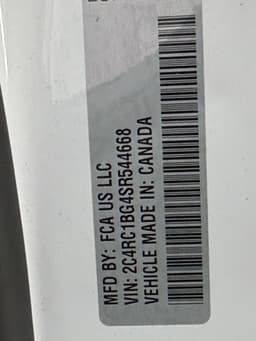 MFD BY: FCA US LLC
VIN: 2C4RC1BG4SR544668
VEHICLE MADE IN: CANADA